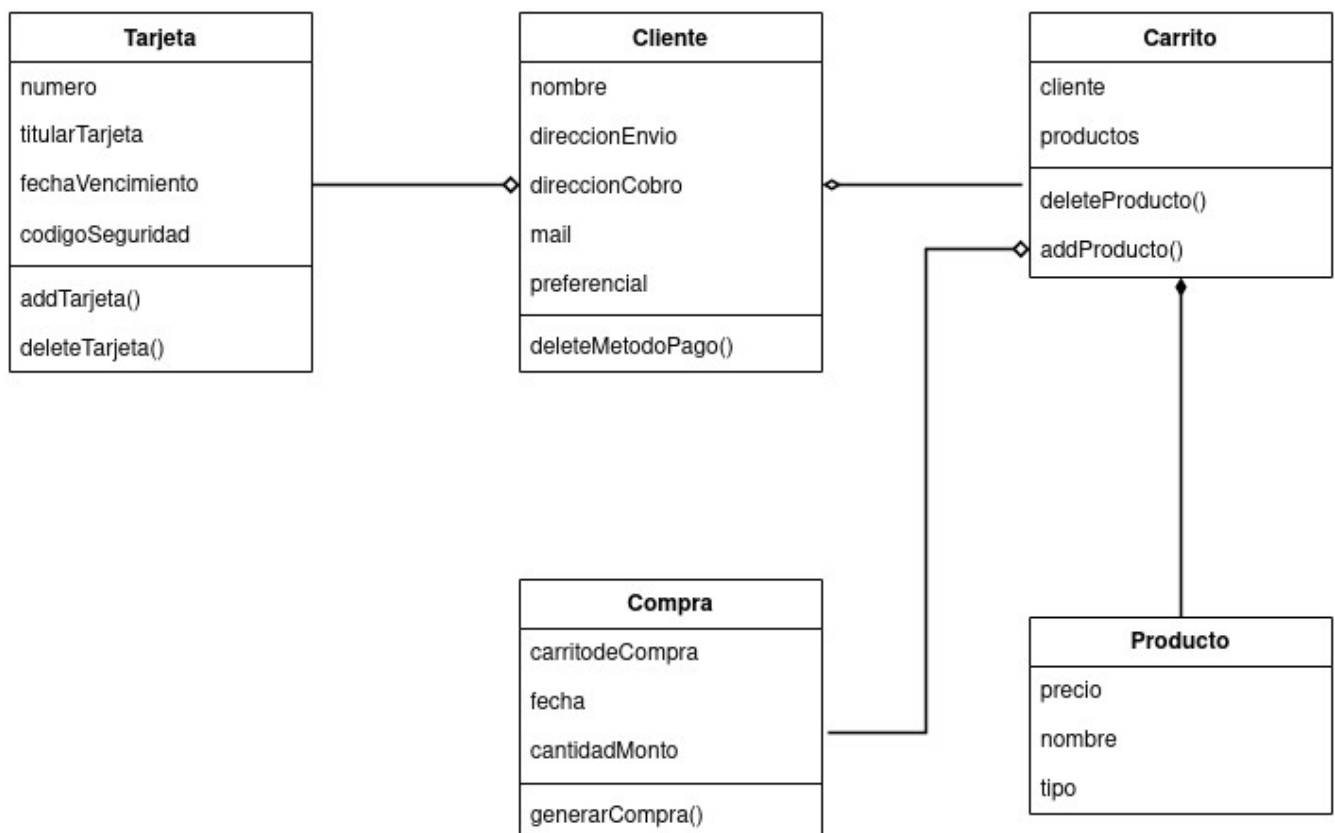 Tarjeta
numero
titularTarjeta
fechaVencimiento
codigoSeguridad
addTarjeta()
deleteTarjeta()
Cliente
nombre
direccionEnvio
direccionCobro
mail
preferencial
deleteMetodoPago()
Carrito
cliente
productos
deleteProducto()
addProducto()
Compra
carritodeCompra
fecha
cantidadMonto
generarCompra()
Producto
precio
nombre
tipo